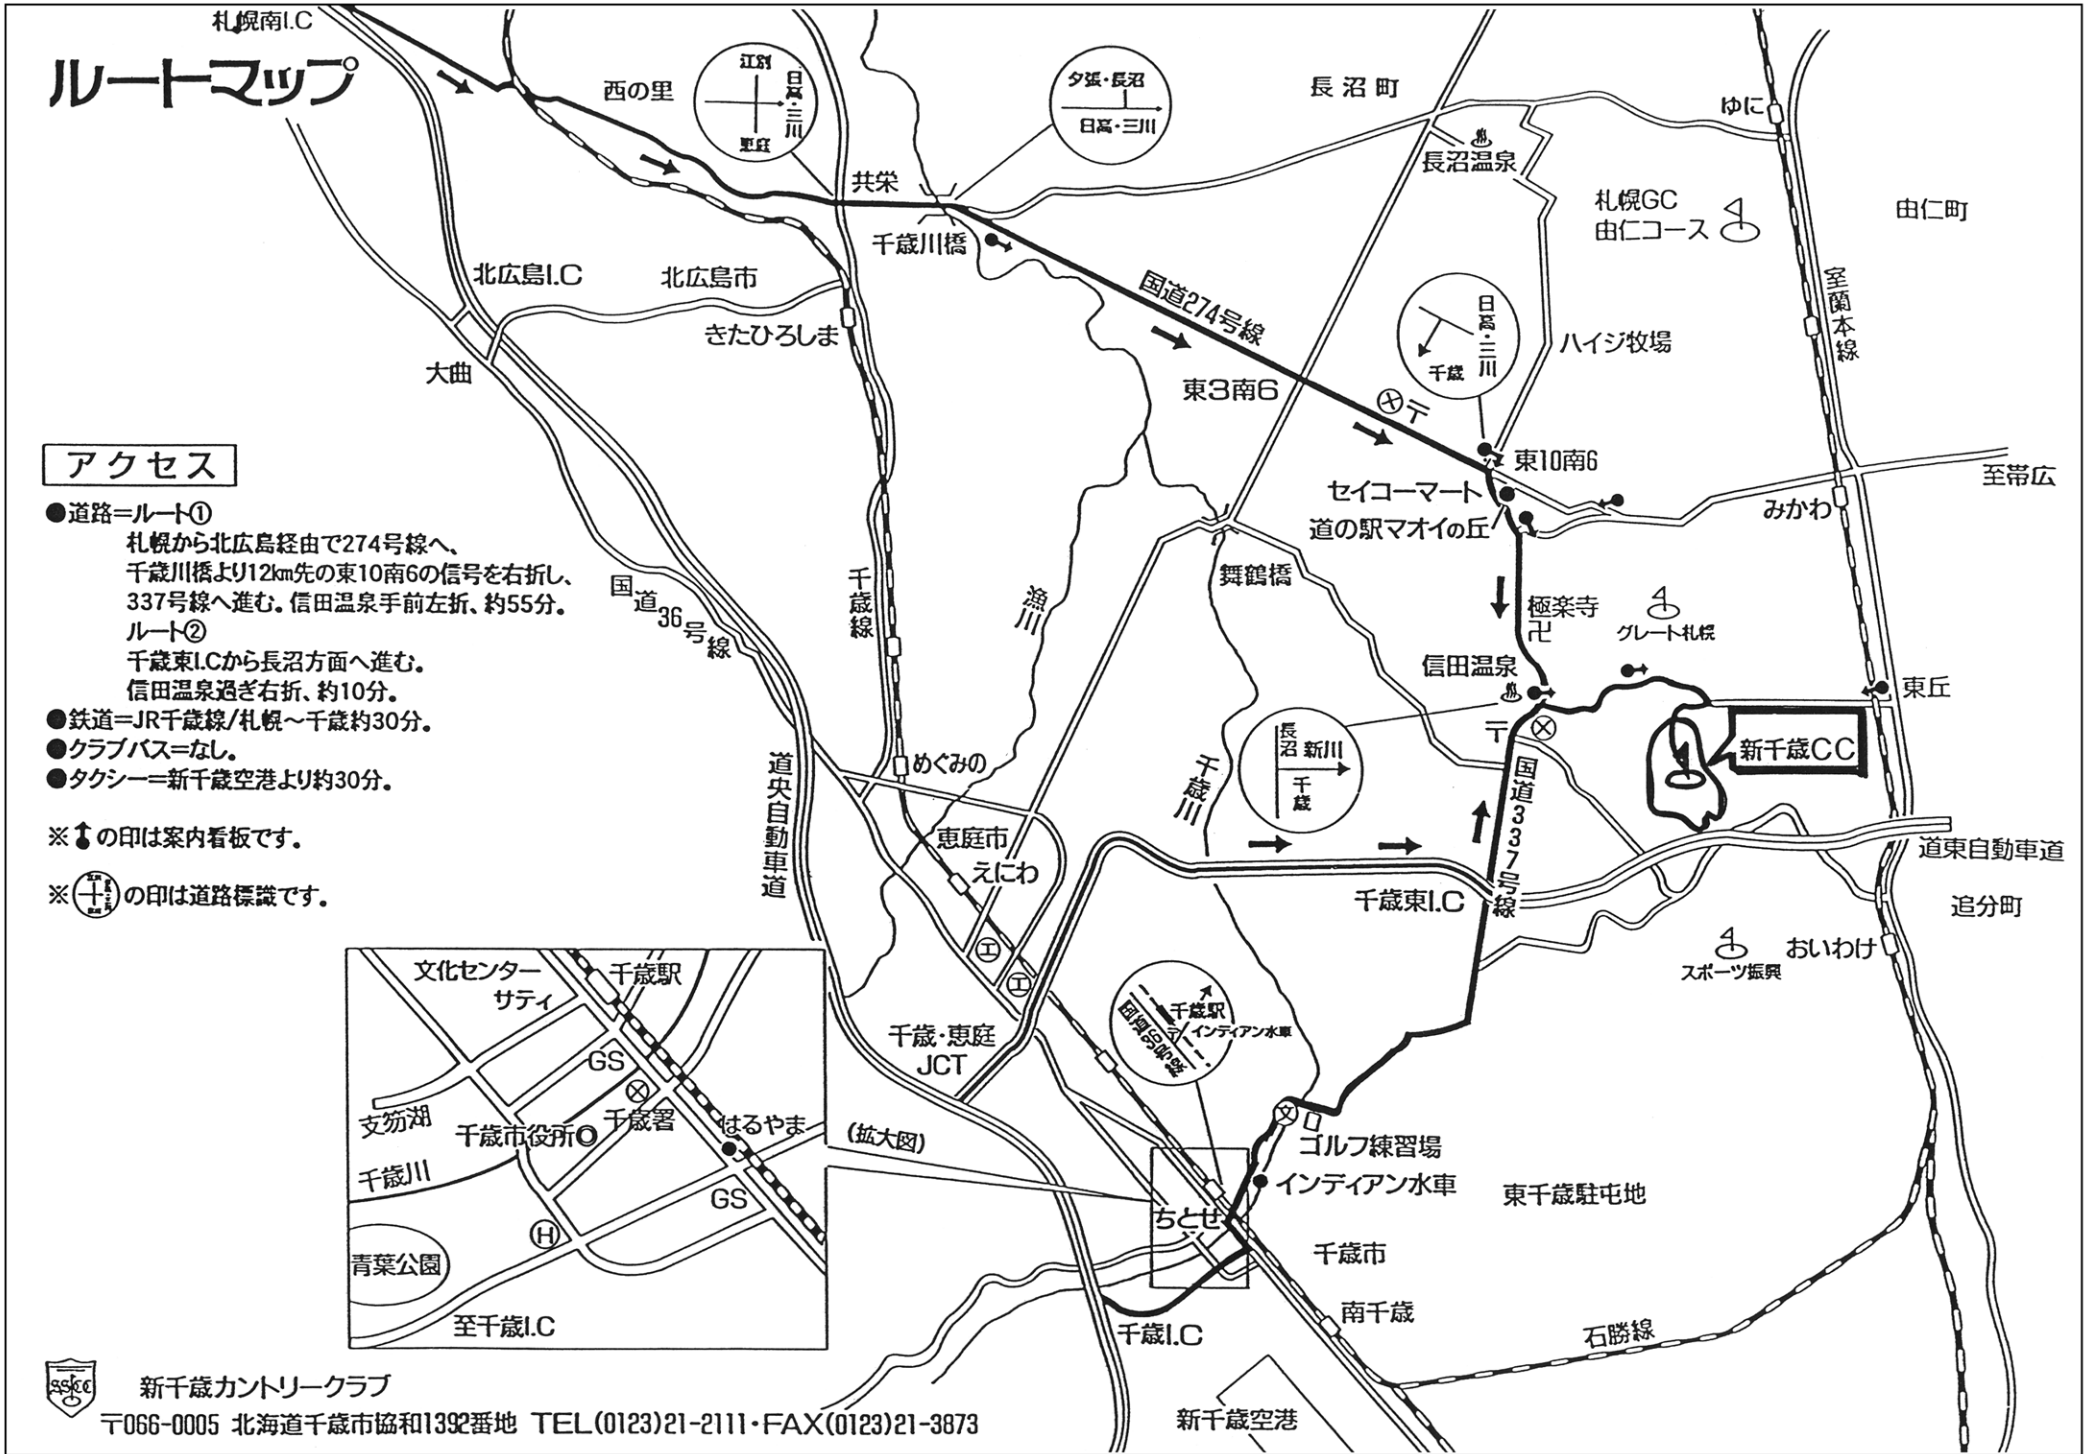 札幌南I.C
ルートマップ
西の里
江別
日高・三川
恵庭
夕張・長沼
日高・三川
長沼町
ゆに
共栄
長沼温泉
札幌GC
由仁コース
由仁町
千歳川橋
北広島I.C
北広島市
国道274号線
室蘭本線
きたひろしま
日高・三川
千歳
ハイジ牧場
大曲
東3南6
〒
アクセス
東10南6
至帯広
セイコーマート
みかわ
道の駅マオイの丘
●道路=ルート①
札幌から北広島経由で274号線へ、
千歳川橋より12km先の東10南6の信号を右折し、
337号線へ進む。信田温泉手前左折、約55分。
ルート②
千歳東I.Cから長沼方面へ進む。
信田温泉過ぎ右折、約10分。
●鉄道=JR千歳線/札幌～千歳約30分。
●クラブバス=なし。
●タクシー=新千歳空港より約30分。
※の印は案内看板です。
※の印は道路標識です。
国道36号線
千歳線
漁川
舞鶴橋
極楽寺
卍
グレート札幌
信田温泉
東丘
〒
長沼
新川
千歳
新千歳CC
道央自動車道
めぐみの
千歳川
国道337号線
恵庭市
えにわ
道東自動車道
千歳東I.C
追分町
エ
エ
スポーツ振興
おいわけ
千歳・恵庭
JCT
千歳駅
インディアン水車
国道36号線
文
ゴルフ練習場
インディアン水車
東千歳駐屯地
ちとせ
千歳市
南千歳
石勝線
千歳I.C
新千歳空港
文化センター
千歳駅
サティ
GS
支笏湖
千歳署
はるやま
千歳市役所◎
千歳川
GS
H
青葉公園
至千歳I.C
(拡大図)
SSCC
新千歳カントリークラブ
〒066-0005 北海道千歳市協和1392番地 TEL(0123)21-2111・FAX(0123)21-3873